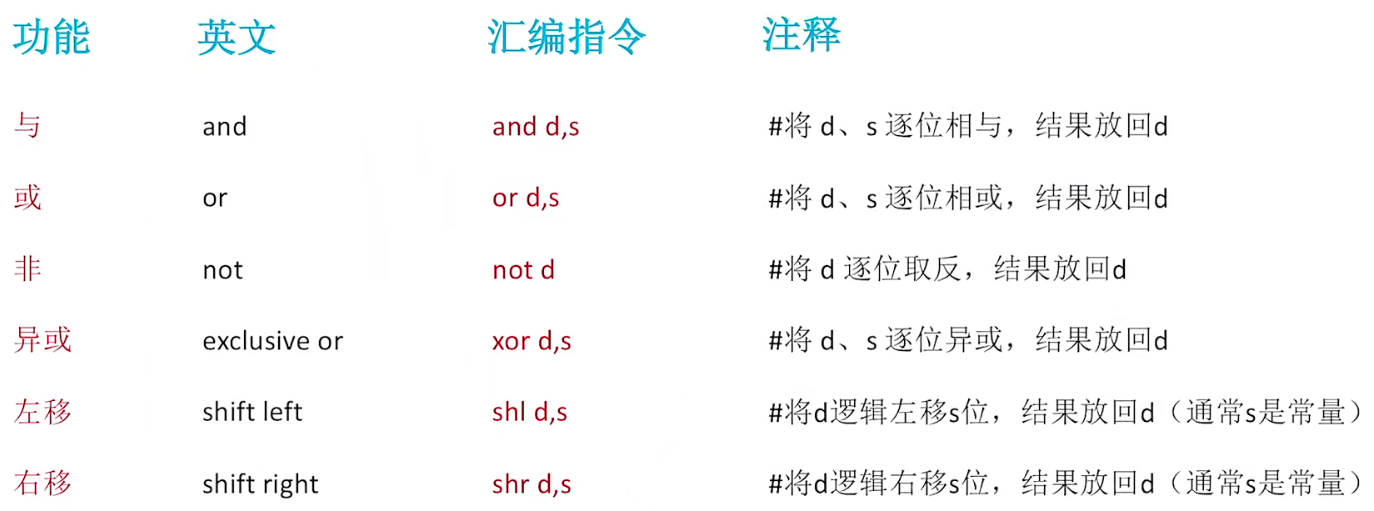 功能 英文 汇编指令 注释
与 and and d,s #将 d、s 逐位相与，结果放回d
或 or or d,s #将 d、s 逐位相或，结果放回d
非 not not d #将 d 逐位取反，结果放回d
异或 exclusive or xor d,s #将 d、s 逐位异或，结果放回d
左移 shift left shl d,s #将d逻辑左移s位，结果放回d（通常s是常量）
右移 shift right shr d,s #将d逻辑右移s位，结果放回d（通常s是常量）